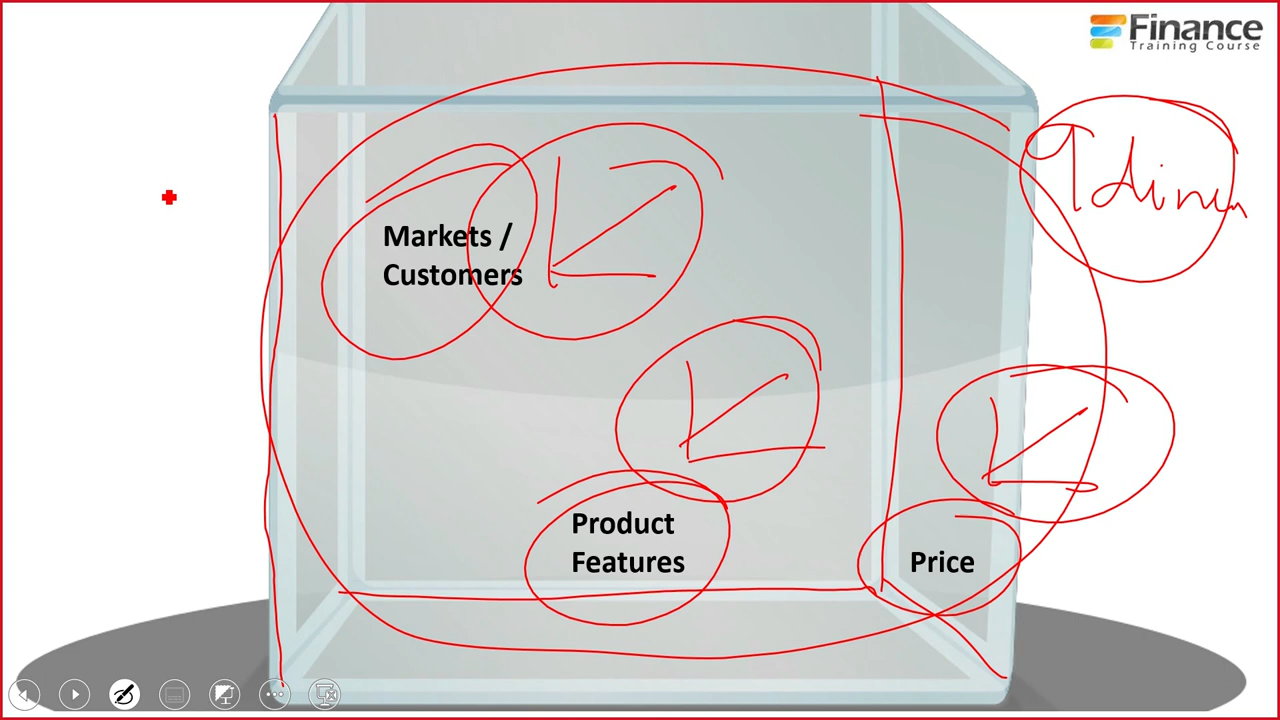 Finance
Training Course
Markets /
Customers
Product
Features
Price